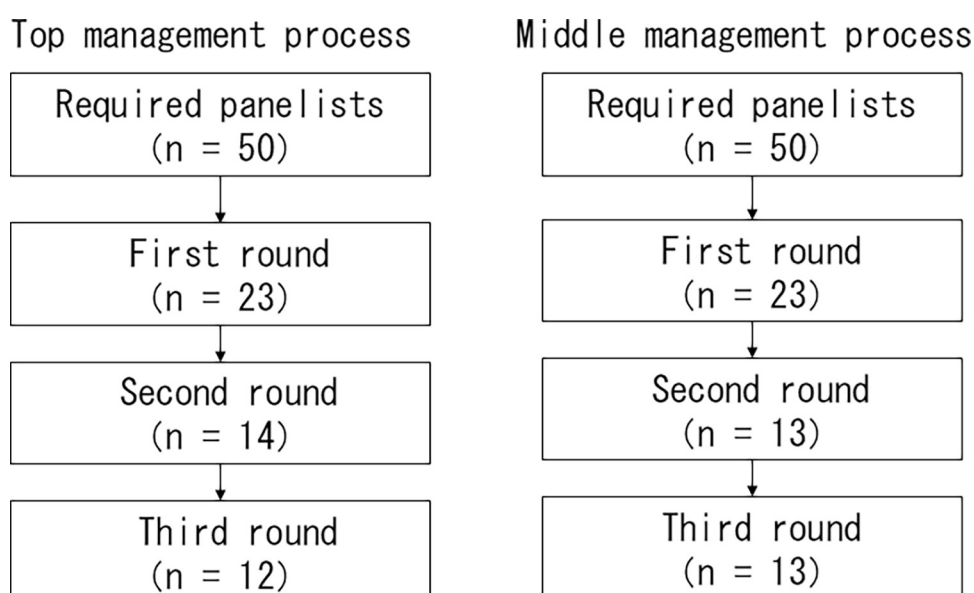 Top management process
Required panelists
(n = 50)
First round
(n = 23)
Second round
(n = 14)
Third round
(n = 12)
Middle management process
Required panelists
(n = 50)
First round
(n = 23)
Second round
(n = 13)
Third round
(n = 13)